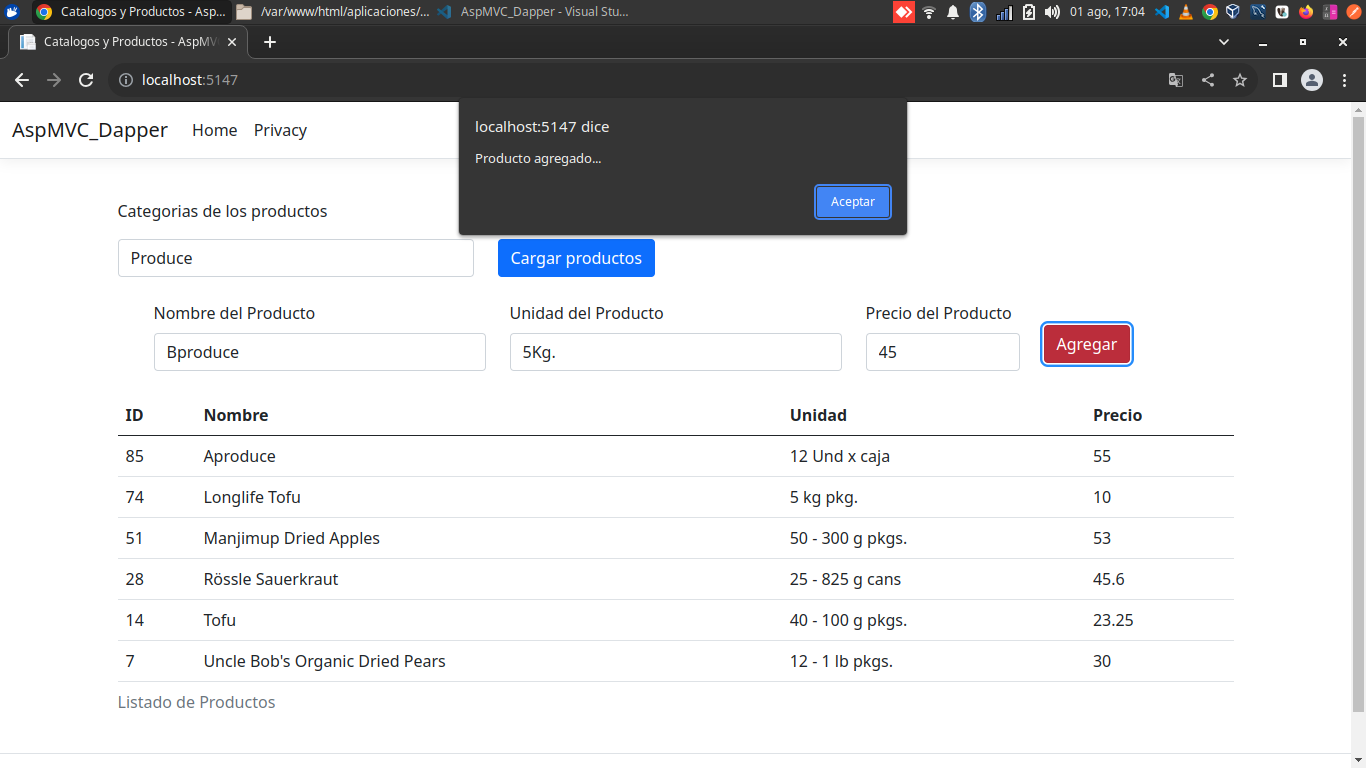 Catalogos y Productos - Asp... /var/www/html/aplicaciones/... AspMVC_Dapper - Visual Stu... 01 ago, 17:04
Catalogos y Productos - AspMV
localhost:5147
AspMVC_Dapper Home Privacy
localhost:5147 dice
Producto agregado...
Aceptar
Categorias de los productos
Produce Cargar productos
Nombre del Producto Unidad del Producto Precio del Producto
Bproduce 5Kg. 45 Agregar
ID Nombre Unidad Precio
85 Aproduce 12 Und x caja 55
74 Longlife Tofu 5 kg pkg. 10
51 Manjimup Dried Apples 50 - 300 g pkgs. 53
28 Rössle Sauerkraut 25 - 825 g cans 45.6
14 Tofu 40 - 100 g pkgs. 23.25
7 Uncle Bob's Organic Dried Pears 12 - 1 lb pkgs. 30
Listado de Productos